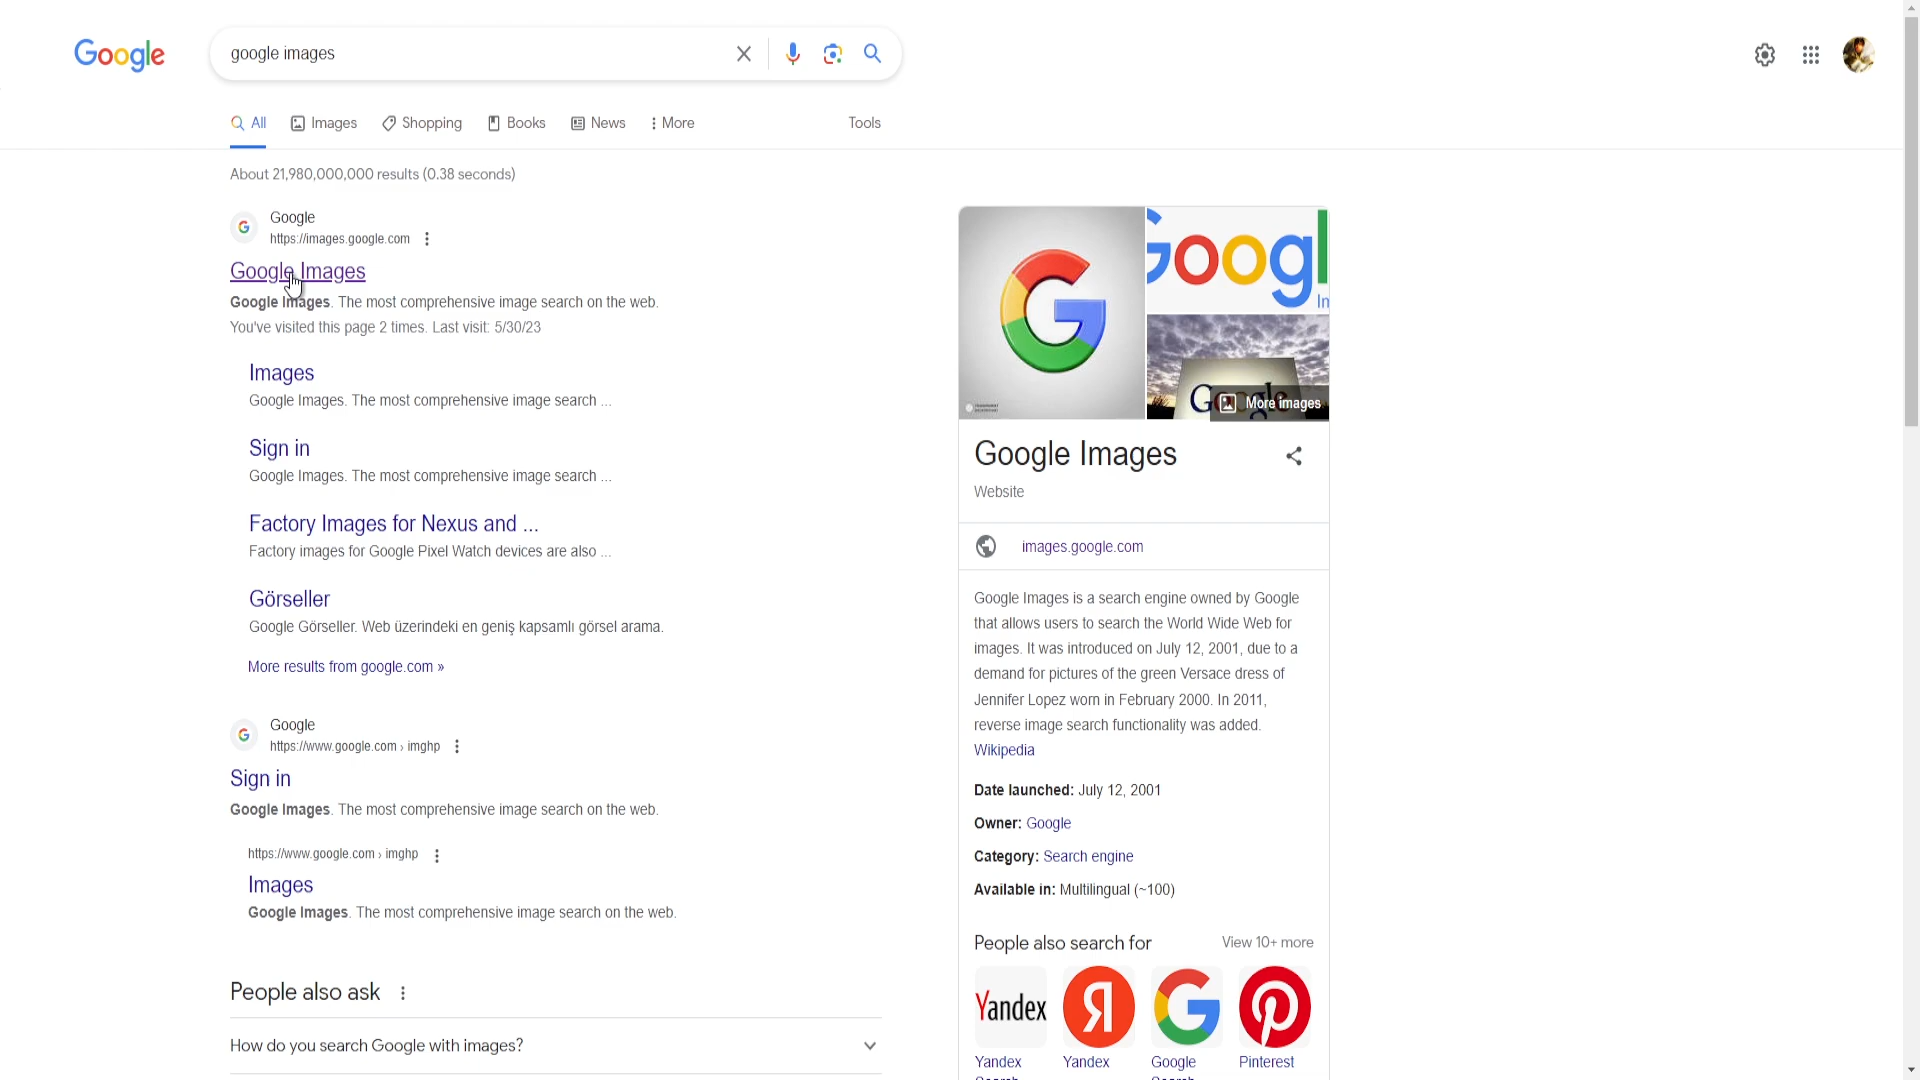 Google
google images
All
Images
Shopping
Books
News
More
Tools
About 21,980,000,000 results (0.38 seconds)
Google
https://images.google.com
Google Images
Google Images. The most comprehensive image search on the web.
You've visited this page 2 times. Last visit: 5/30/23
Images
Google Images. The most comprehensive image search ...
Sign in
Google Images. The most comprehensive image search ...
Factory Images for Nexus and ...
Factory images for Google Pixel Watch devices are also ...
Görseller
Google Görseller. Web üzerindeki en geniş kapsamlı görsel arama.
More results from google.com »
Google
https://www.google.com › imghp
Sign in
Google Images. The most comprehensive image search on the web.
https://www.google.com › imghp
Images
Google Images. The most comprehensive image search on the web.
People also ask
How do you search Google with images?
Googl
Im
Google
More images
Google Images
Website
images.google.com
Google Images is a search engine owned by Google
that allows users to search the World Wide Web for
images. It was introduced on July 12, 2001, due to a
demand for pictures of the green Versace dress of
Jennifer Lopez worn in February 2000. In 2011,
reverse image search functionality was added.
Wikipedia
Date launched: July 12, 2001
Owner: Google
Category: Search engine
Available in: Multilingual (~100)
People also search for
View 10+ more
Yandex
Я
Yandex
Search
Yandex
Google
Search
Pinterest